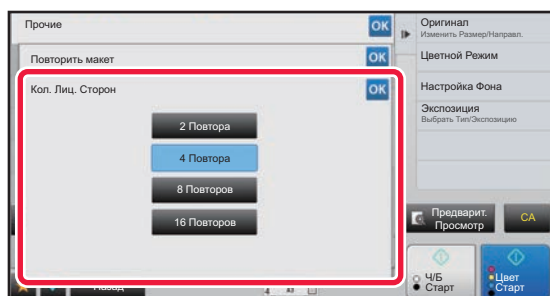 Прочие
OK
Повторить макет
OK
Кол. Лиц. Сторон
OK
2 Повтора
4 Повтора
8 Повторов
16 Повторов
Оригинал
Изменить Размер/Направл.
Цветной Режим
Настройка Фона
Экспозиция
Выбрать Тип/Экспозицию
Предварит.
Просмотр
CA
Ч/Б
Старт
Цвет
Старт